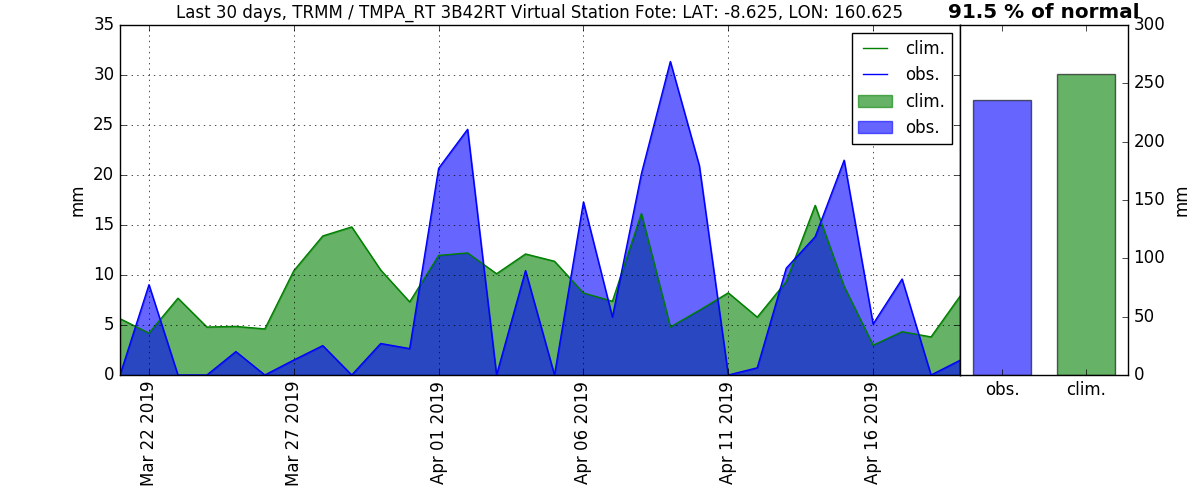 Last 30 days, TRMM / TMPA_RT 3B42RT Virtual Station Fote: LAT: -8.625, LON: 160.625
91.5 % of normal
35
30
25
20
15
10
5
0
mm
clim.
obs.
clim.
obs.
300
250
200
150
100
50
0
mm
obs.
clim.
Mar 22 2019
Mar 27 2019
Apr 01 2019
Apr 06 2019
Apr 11 2019
Apr 16 2019